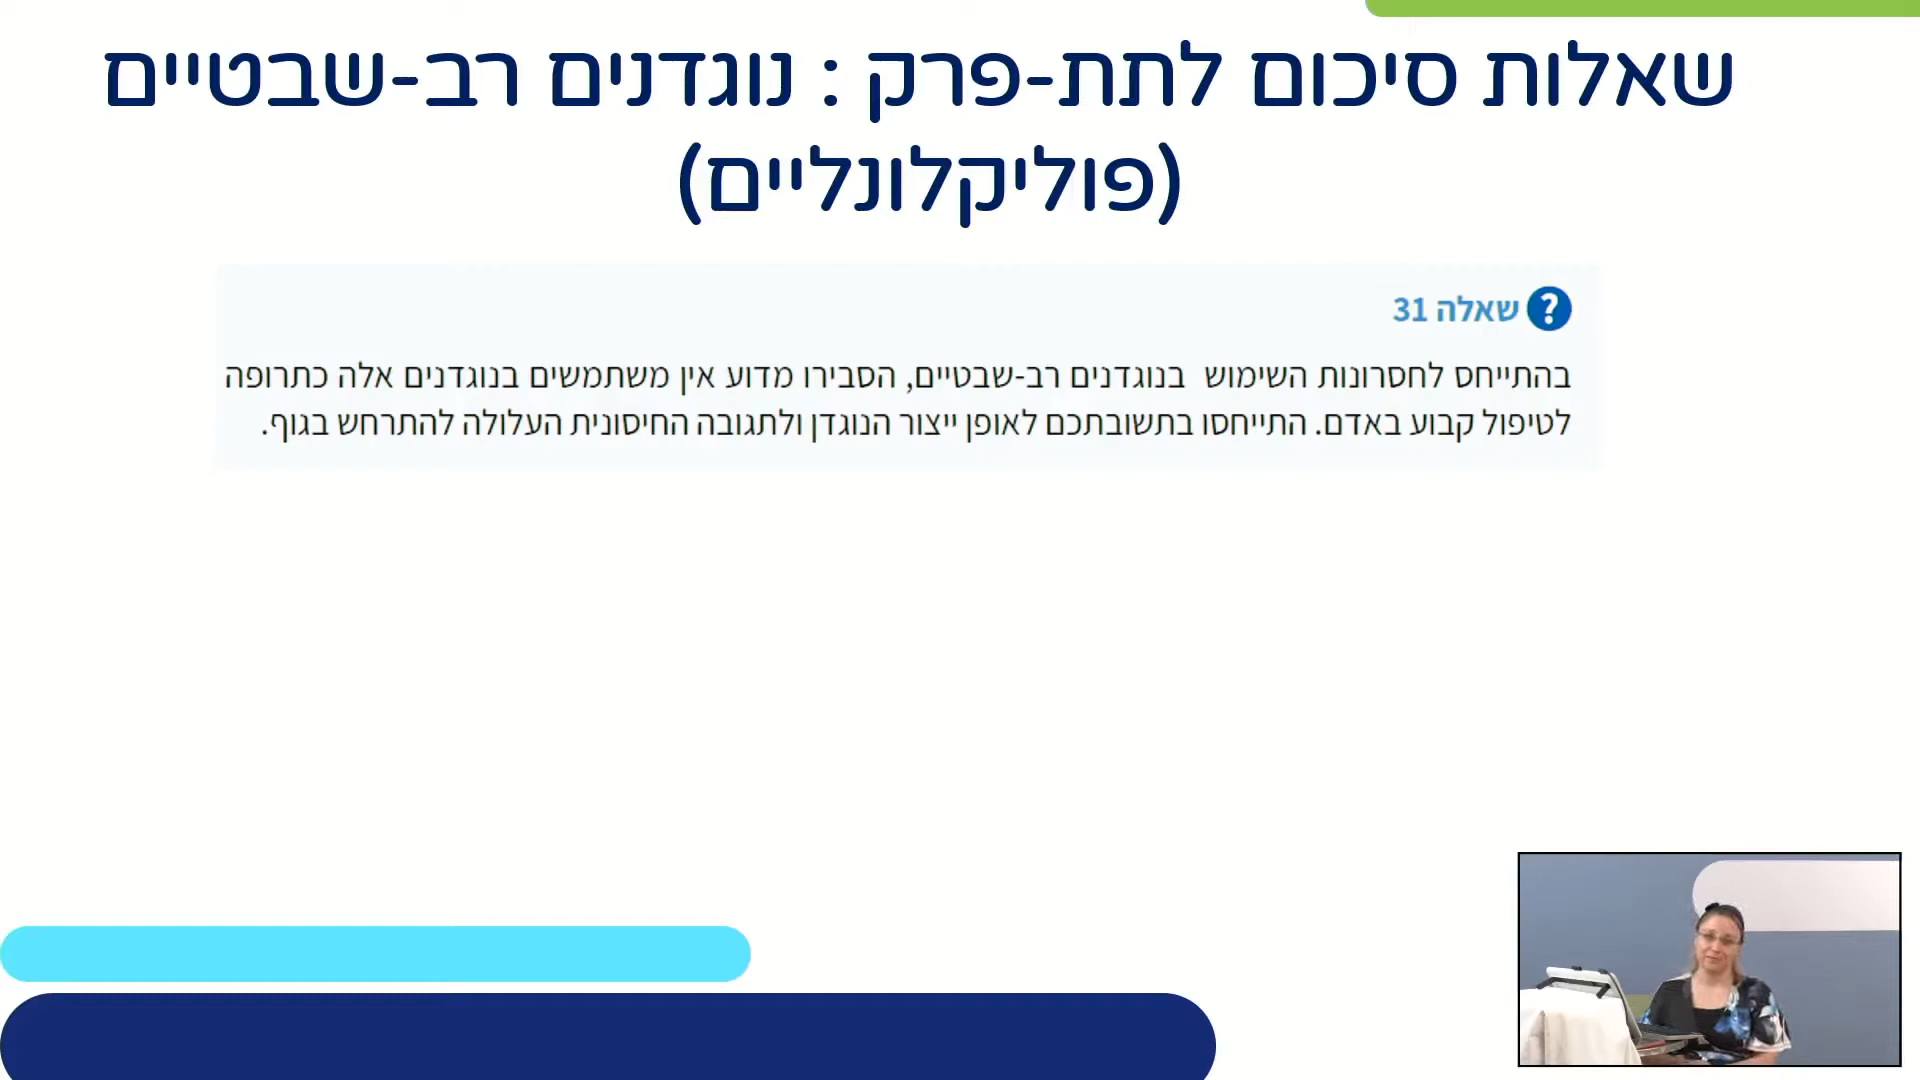 שאלות סיכום לתת-פרק : נוגדנים רב-שבטיים
(פוליקלונליים)
? שאלה 31
בהתייחס לחסרונות השימוש בנוגדנים רב-שבטיים, הסבירו מדוע אין משתמשים בנוגדנים אלה כתרופה
לטיפול קבוע באדם. התייחסו בתשובתכם לאופן ייצור הנוגדן ולתגובה החיסונית העלולה להתרחש בגוף.